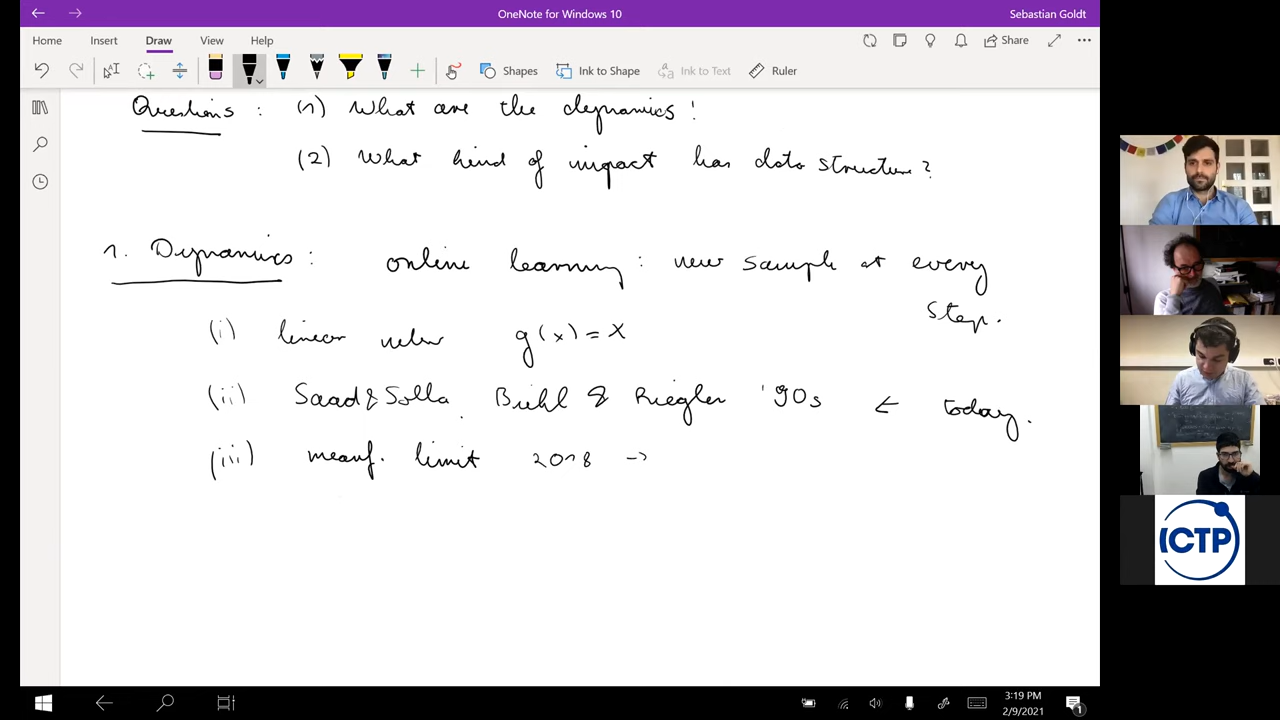 OneNote for Windows 10
Sebastian Goldt
Home Insert Draw View Help
Share
Shapes Ink to Shape Ink to Text Ruler
Questions : (1) What are the dynamics !
(2) What kind of impact has data structure?
1. Dynamics : online learning : new sample at every
step.
(i) linear netw g(x) = x
(ii) Saad & Solla. Biehl & Riegler '90s ← today.
(iii) meanf. limit 2018 →
ICTP
3:19 PM
2/9/2021
1